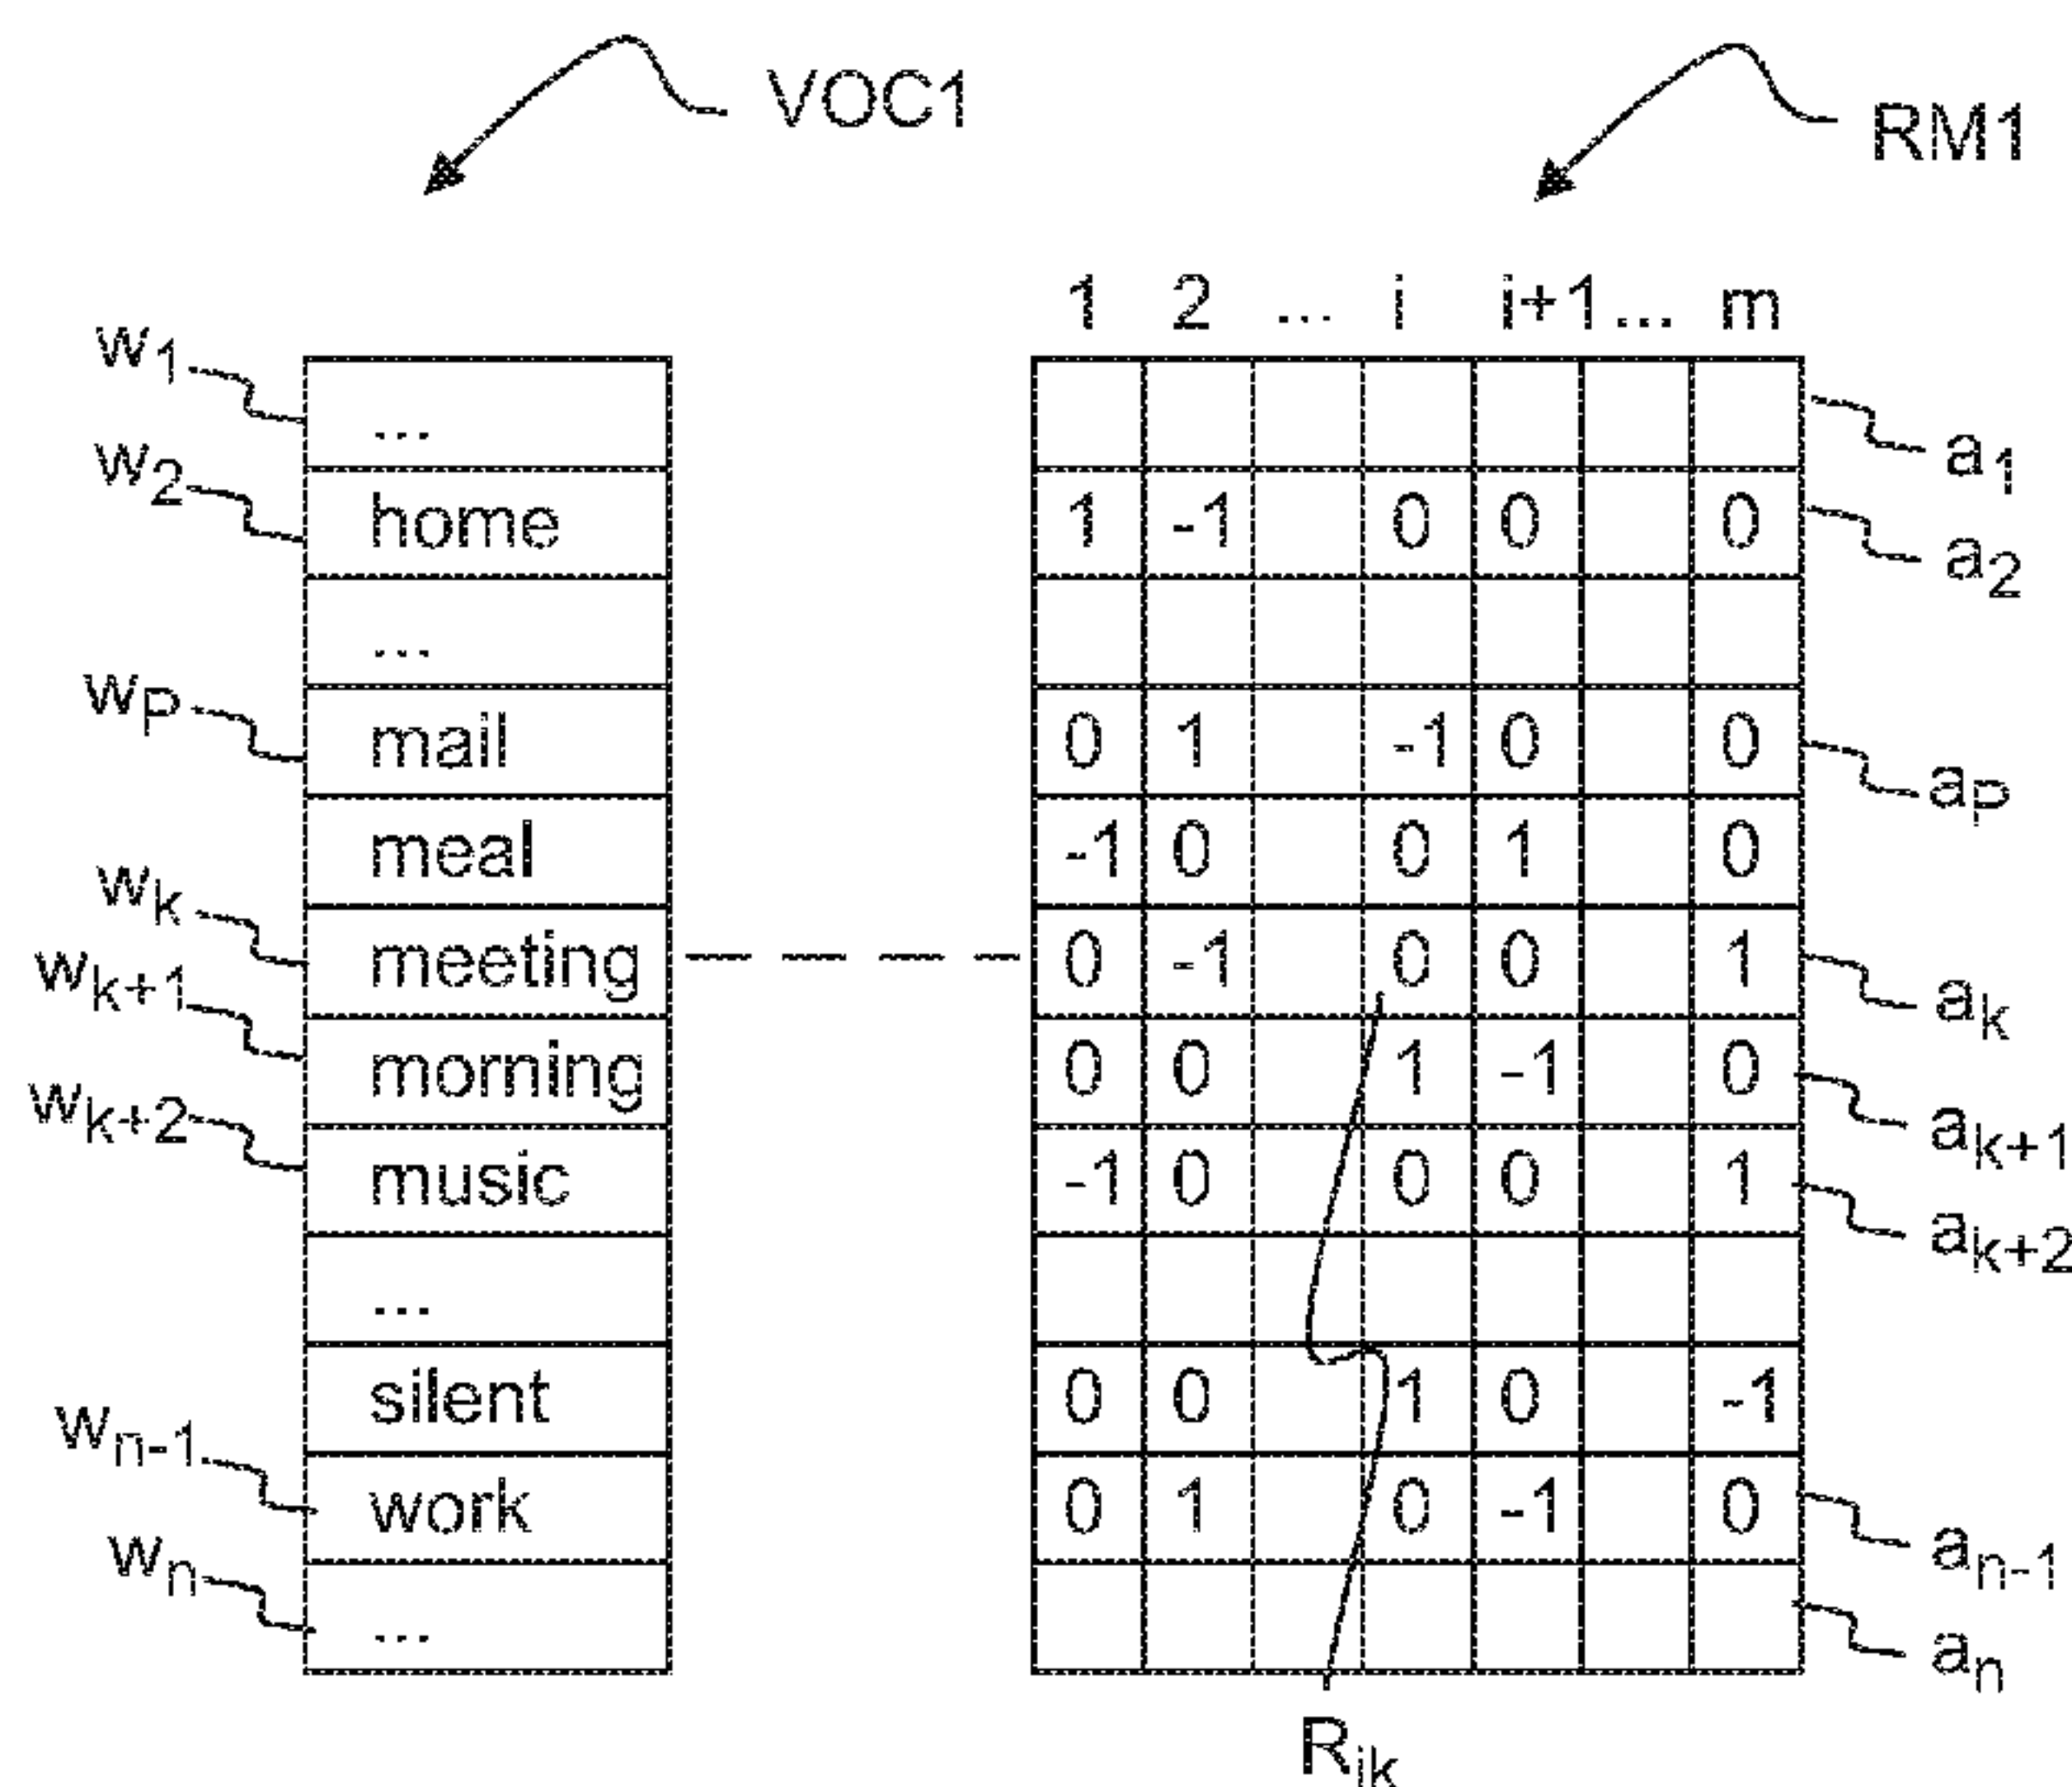 VOC1
RM1
1 2 ... i i+1 ... m
w1 ... a1
w2 home 1 -1 0 0 0 a2
...
wP mail 0 1 -1 0 0 aP
meal -1 0 0 1 0
wk meeting 0 -1 0 0 1 ak
wk+1 morning 0 0 1 -1 0 ak+1
wk+2 music -1 0 0 0 1 ak+2
...
silent 0 0 1 0 -1
wn-1 work 0 1 0 -1 0 an-1
wn ... an
Rik